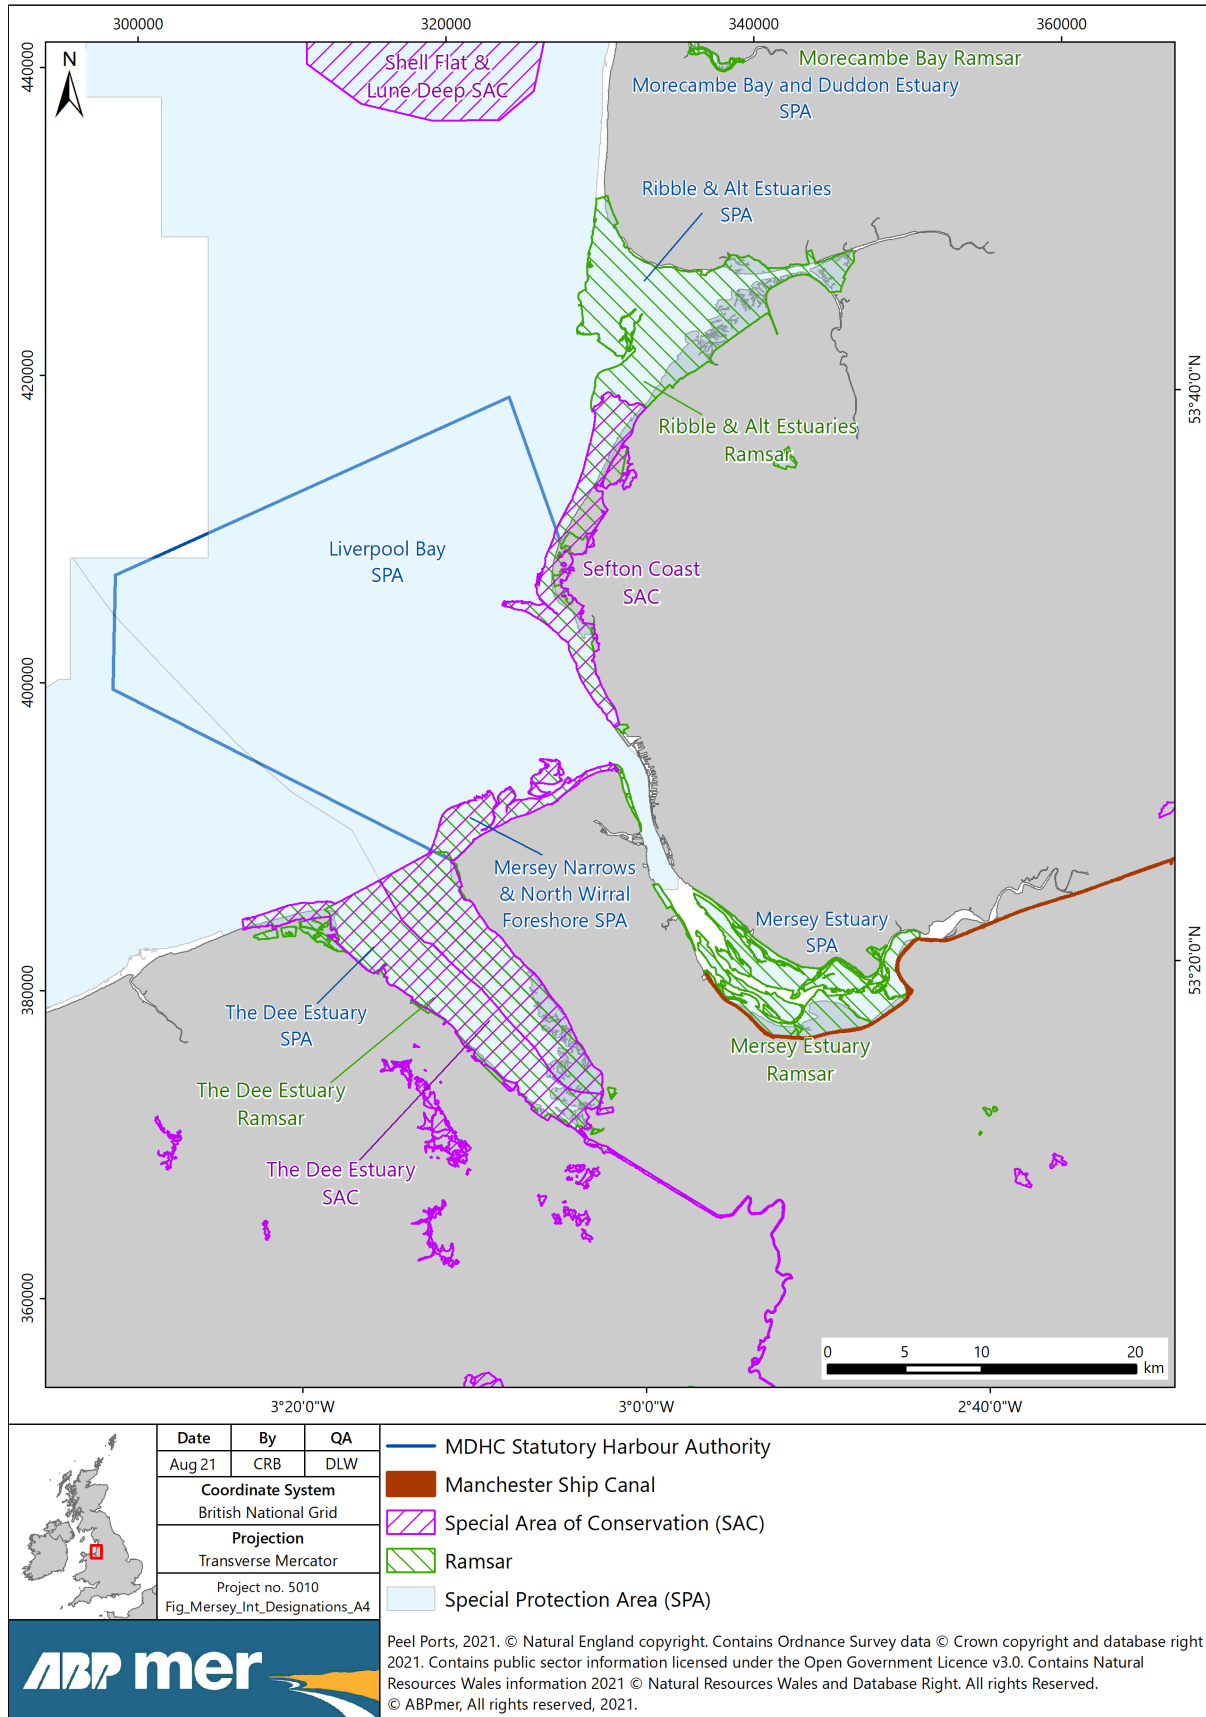 300000
320000
340000
360000
440000
420000
400000
380000
360000
53°40'0"N
53°20'0"N
N
Shell Flat &
Lune Deep SAC
Morecambe Bay Ramsar
Morecambe Bay and Duddon Estuary
SPA
Ribble & Alt Estuaries
SPA
Ribble & Alt Estuaries
Ramsar
Liverpool Bay
SPA
Sefton Coast
SAC
Mersey Narrows
& North Wirral
Foreshore SPA
Mersey Estuary
SPA
The Dee Estuary
SPA
Mersey Estuary
Ramsar
The Dee Estuary
Ramsar
The Dee Estuary
SAC
0 5 10 20
km
3°20'0"W
3°0'0"W
2°40'0"W
Date By QA
Aug 21 CRB DLW
Coordinate System
British National Grid
Projection
Transverse Mercator
Project no. 5010
Fig_Mersey_Int_Designations_A4
MDHC Statutory Harbour Authority
Manchester Ship Canal
Special Area of Conservation (SAC)
Ramsar
Special Protection Area (SPA)
ABP mer
Peel Ports, 2021. © Natural England copyright. Contains Ordnance Survey data © Crown copyright and database right
2021. Contains public sector information licensed under the Open Government Licence v3.0. Contains Natural
Resources Wales information 2021 © Natural Resources Wales and Database Right. All rights Reserved.
© ABPmer, All rights reserved, 2021.